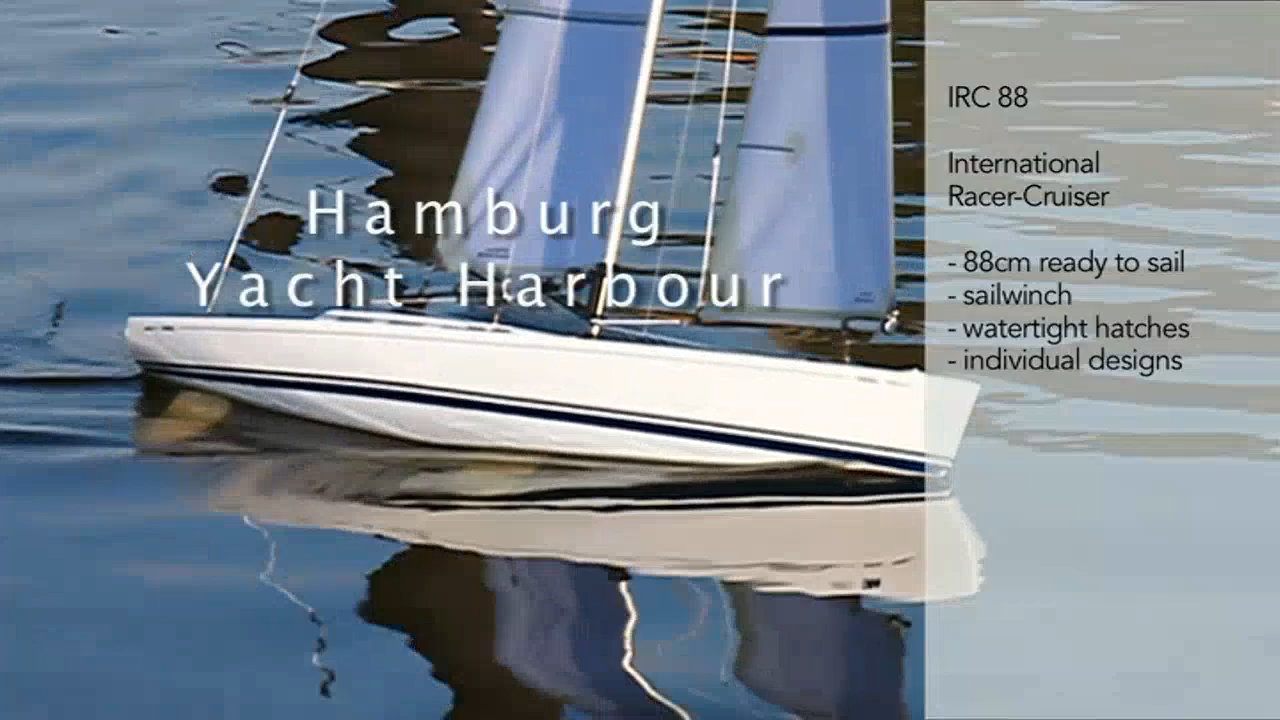 Hamburg
Yacht Harbour
IRC 88
International
Racer-Cruiser
- 88cm ready to sail
- sailwinch
- watertight hatches
- individual designs